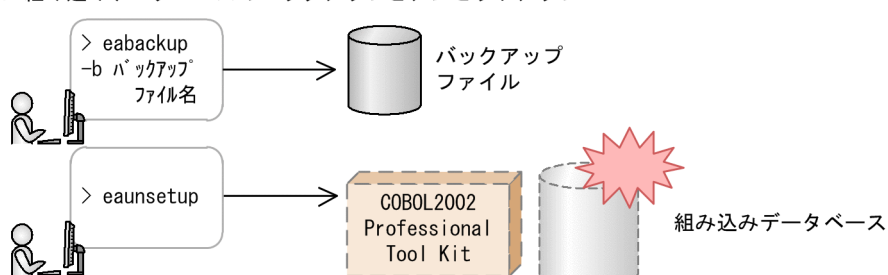 > eabackup
-b バックアップ
ファイル名
バックアップ
ファイル
> eaunsetup
COBOL2002
Professional
Tool Kit
組み込みデータベース